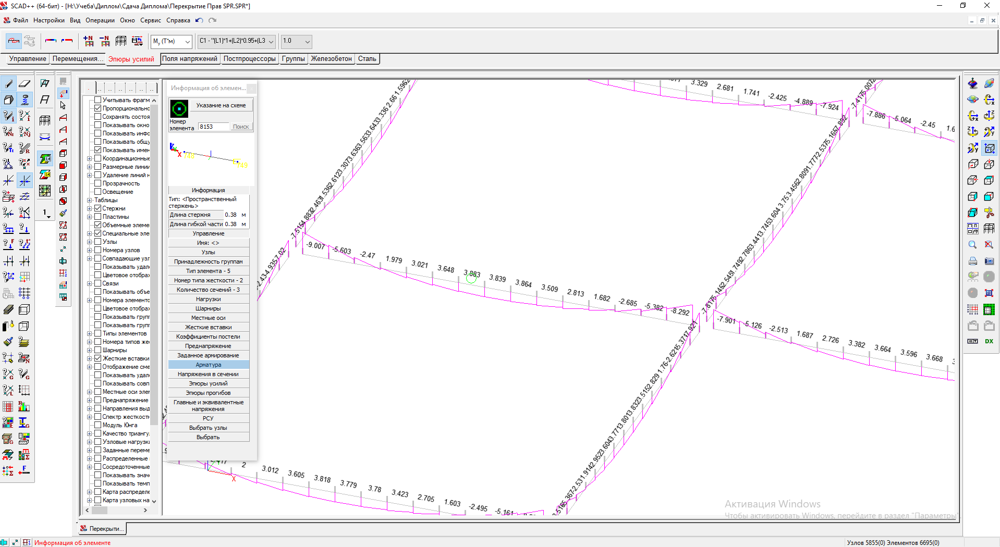 SCAD++ (64-бит) - [H:\Учеба\Диплом\Сдача Диплома\Перекрытие Прав SPR.SPR*]
Файл Настройки Вид Операции Окно Сервис Справка
My (Т*м) C1 - "(L1)*1+(L2)*0.95+(L3 1.0
Управление Перемещения... Эпюры усилий Поля напряжений Постпроцессоры Группы Железобетон Сталь
Учитывать фрагм
Пропорционально
Сохранять состоя
Показывать окно
Показывать инфо
Показывать общу
Показывать имен
Координационные
Размерные линии
Удаление линий н
Прозрачность
Освещение
Таблицы
Стержни
Пластины
Объемные элеме
Специальные эле
Узлы
Номера узлов
Совпадающие узл
Показывать удал
Цветовое отображ
Связи
Показывать объе
Номера элементо
Цветовое отображ
Показывать групп
Показывать групп
Типы элементов
Номера типов же
Шарниры
Жесткие вставки
Отображение сме
Показывать удал
Показывать совп
Местные оси элем
Преднапряжение
Направления выд
Спектр жесткост
Модуль Юнга
Качество триангу
Узловые нагрузки
Заданные переме
Распределенные
Сосредоточенные
Показывать знач
Показывать темп
Карта распределе
Карта узловых на
Информация об элемен...
Указание на схеме
Номер
элемента 8153 Поиск
Z Y X 748 749
Информация
Тип: <Пространственный
стержень>
Длина стержня 0.38 м
Длина гибкой части 0.38 м
Управление
Имя: <>
Узлы
Принадлежность группам
Тип элемента - 5
Номер типа жесткости - 2
Количество сечений - 3
Нагрузки
Шарниры
Местные оси
Жесткие вставки
Коэффициенты постели
Преднапряжение
Заданное армирование
Арматура
Напряжения в сечении
Эпюры усилий
Эпюры прогибов
Главные и эквивалентные
напряжения
РСУ
Выбрать узлы
Выбрать
3.329 2.681 1.741 -2.425 -4.889 -7.924
-7.886 -5.064 -2.45
-9.007 -5.603 -2.47 1.979 3.021 3.648 3.883 3.839 3.864 3.509 2.813 1.682 -2.685 -5.382 -8.292
-7.901 -5.126 -2.513 1.687 2.726 3.382 3.664 3.596 3.668
2 3.012 3.605 3.818 3.779 3.78 3.423 2.705 1.603 -2.495 -5.161
X
Активация Windows
Чтобы активировать Windows, перейдите в раздел "Параметры".
Перекрыти...
Информация об элементе
Узлов 5855(0) Элементов 6695(0)